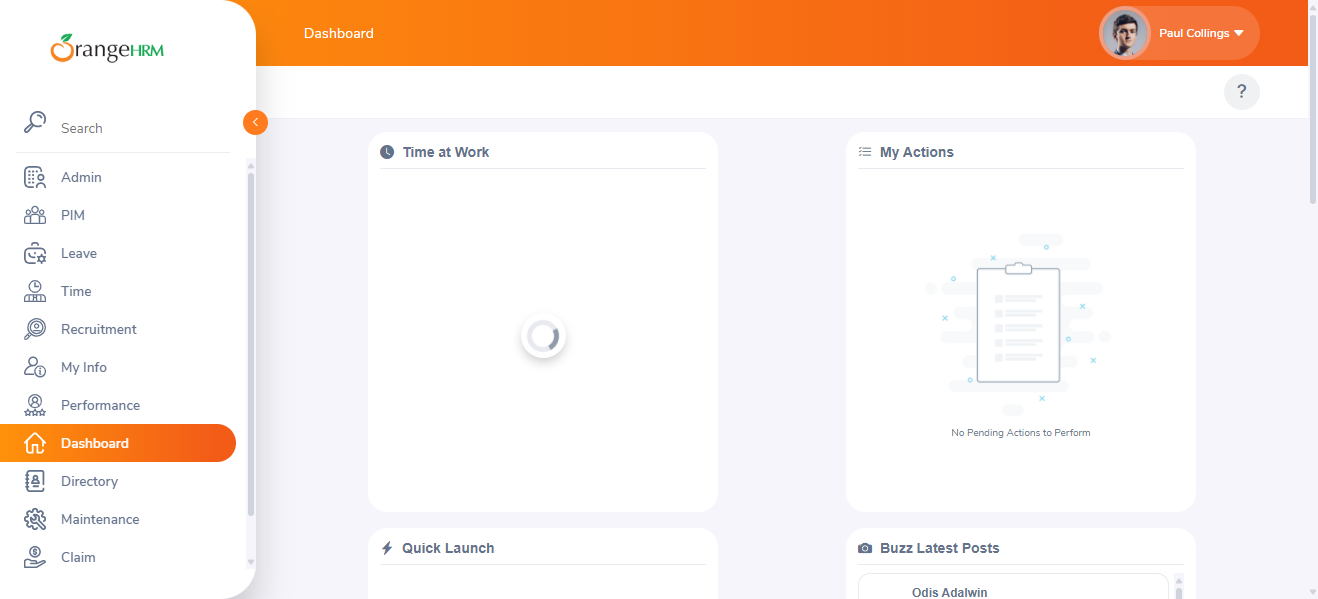 OrangeHRM
Dashboard
Paul Collings
?
Search
Admin
PIM
Leave
Time
Recruitment
My Info
Performance
Dashboard
Directory
Maintenance
Claim
Time at Work
My Actions
No Pending Actions to Perform
Quick Launch
Buzz Latest Posts
Odis Adalwin